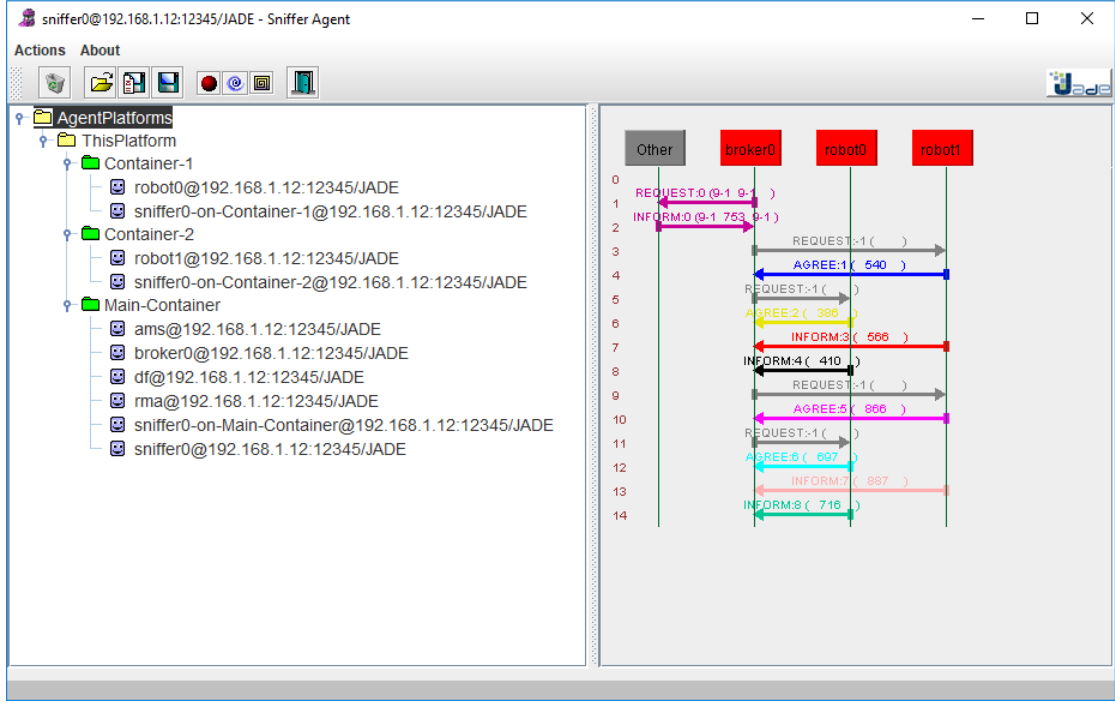 sniffer0@192.168.1.12:12345/JADE - Sniffer Agent
Actions About
Jade
AgentPlatforms
ThisPlatform
Container-1
robot0@192.168.1.12:12345/JADE
sniffer0-on-Container-1@192.168.1.12:12345/JADE
Container-2
robot1@192.168.1.12:12345/JADE
sniffer0-on-Container-2@192.168.1.12:12345/JADE
Main-Container
ams@192.168.1.12:12345/JADE
broker0@192.168.1.12:12345/JADE
df@192.168.1.12:12345/JADE
rma@192.168.1.12:12345/JADE
sniffer0-on-Main-Container@192.168.1.12:12345/JADE
sniffer0@192.168.1.12:12345/JADE
Other broker0 robot0 robot1
0
REQUEST:0 (9-1 9-1 )
1
INFORM:0 (9-1 753 9-1 )
2
REQUEST:-1 ( )
3
AGREE:1 ( 540 )
4
REQUEST:-1 ( )
5
AGREE:2 ( 386 )
6
INFORM:3 ( 566 )
7
INFORM:4 ( 410 )
8
REQUEST:-1 ( )
9
AGREE:5 ( 866 )
10
REQUEST:-1 ( )
11
AGREE:6 ( 697 )
12
INFORM:7 ( 887 )
13
INFORM:8 ( 716 )
14